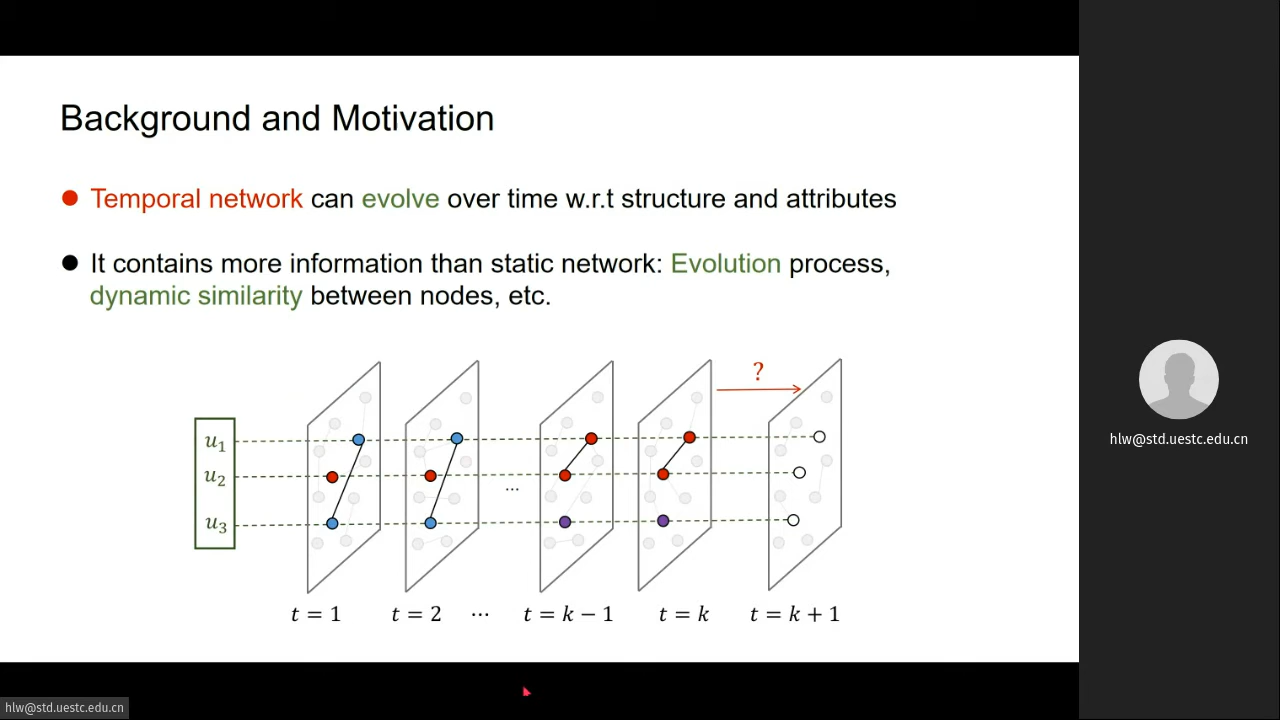 Background and Motivation
● Temporal network can evolve over time w.r.t structure and attributes
● It contains more information than static network: Evolution process,
dynamic similarity between nodes, etc.
?
u₁
u₂
u₃
...
t = 1 t = 2 ⋯ t = k − 1 t = k t = k + 1
hlw@std.uestc.edu.cn
hlw@std.uestc.edu.cn